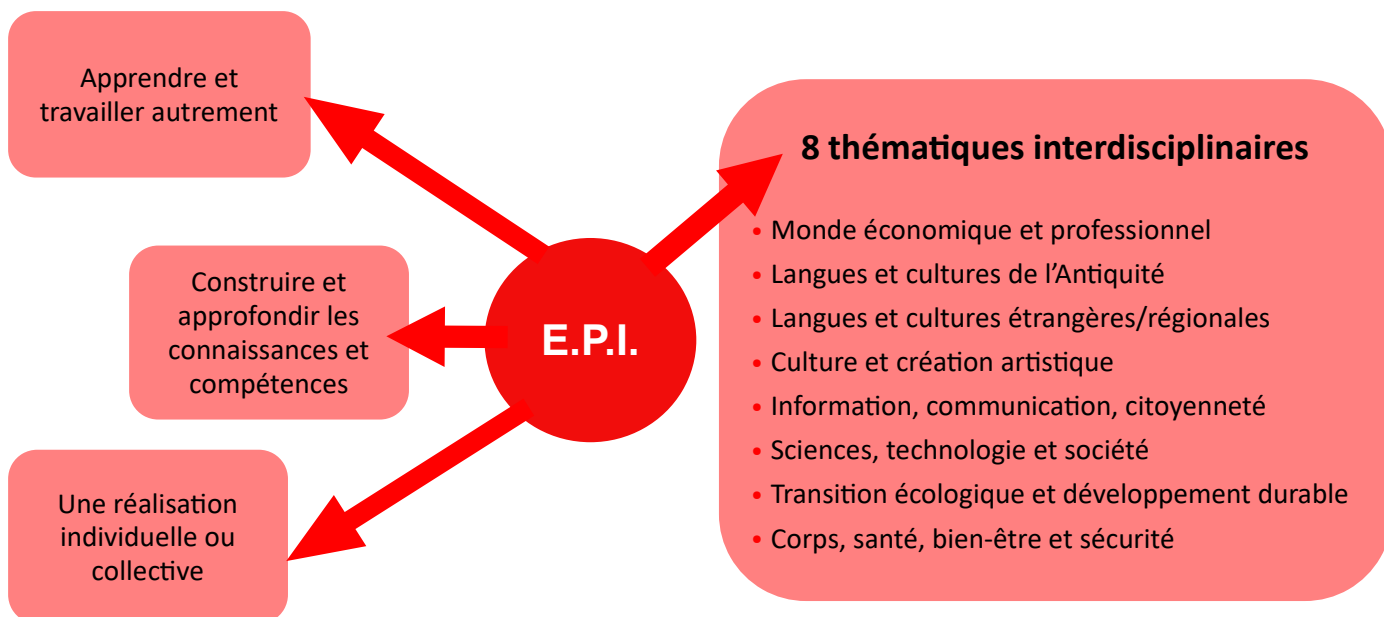 Apprendre et
travailler autrement
Construire et
approfondir les
connaissances et
compétences
Une réalisation
individuelle ou
collective
E.P.I.
8 thématiques interdisciplinaires
• Monde économique et professionnel
• Langues et cultures de l’Antiquité
• Langues et cultures étrangères/régionales
• Culture et création artistique
• Information, communication, citoyenneté
• Sciences, technologie et société
• Transition écologique et développement durable
• Corps, santé, bien-être et sécurité